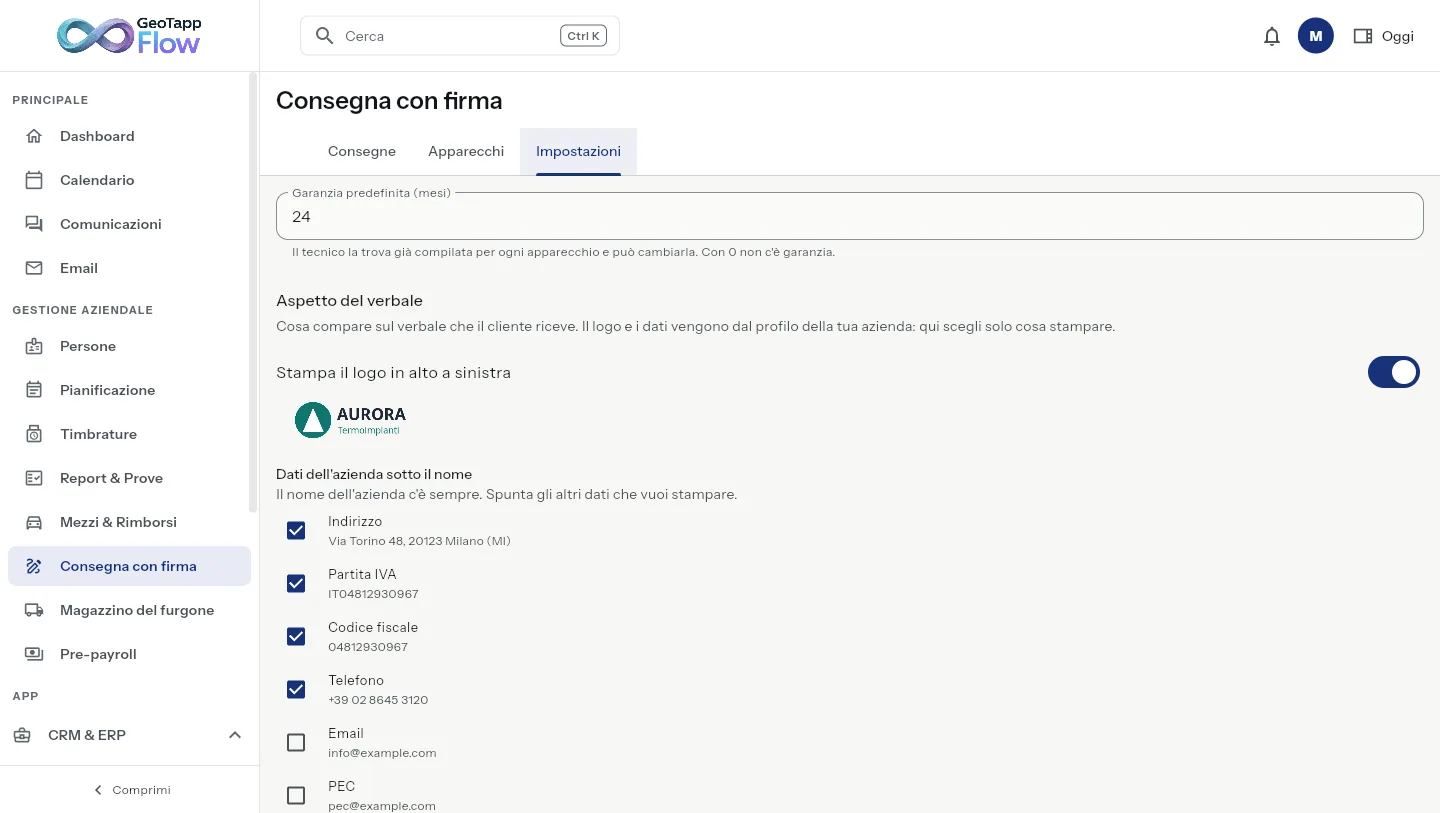 GeoTapp
Flow
Cerca
Ctrl K
M
Oggi
PRINCIPALE
Dashboard
Calendario
Comunicazioni
Email
GESTIONE AZIENDALE
Persone
Pianificazione
Timbrature
Report & Prove
Mezzi & Rimborsi
Consegna con firma
Magazzino del furgone
Pre-payroll
APP
CRM & ERP
Comprimi
Consegna con firma
Consegne
Apparecchi
Impostazioni
Garanzia predefinita (mesi)
24
Il tecnico la trova già compilata per ogni apparecchio e può cambiarla. Con 0 non c'è garanzia.
Aspetto del verbale
Cosa compare sul verbale che il cliente riceve. Il logo e i dati vengono dal profilo della tua azienda: qui scegli solo cosa stampare.
Stampa il logo in alto a sinistra
AURORA
Termoimpianti
Dati dell'azienda sotto il nome
Il nome dell'azienda c'è sempre. Spunta gli altri dati che vuoi stampare.
Indirizzo
Via Torino 48, 20123 Milano (MI)
Partita IVA
IT04812930967
Codice fiscale
04812930967
Telefono
+39 02 8645 3120
Email
info@example.com
PEC
pec@example.com